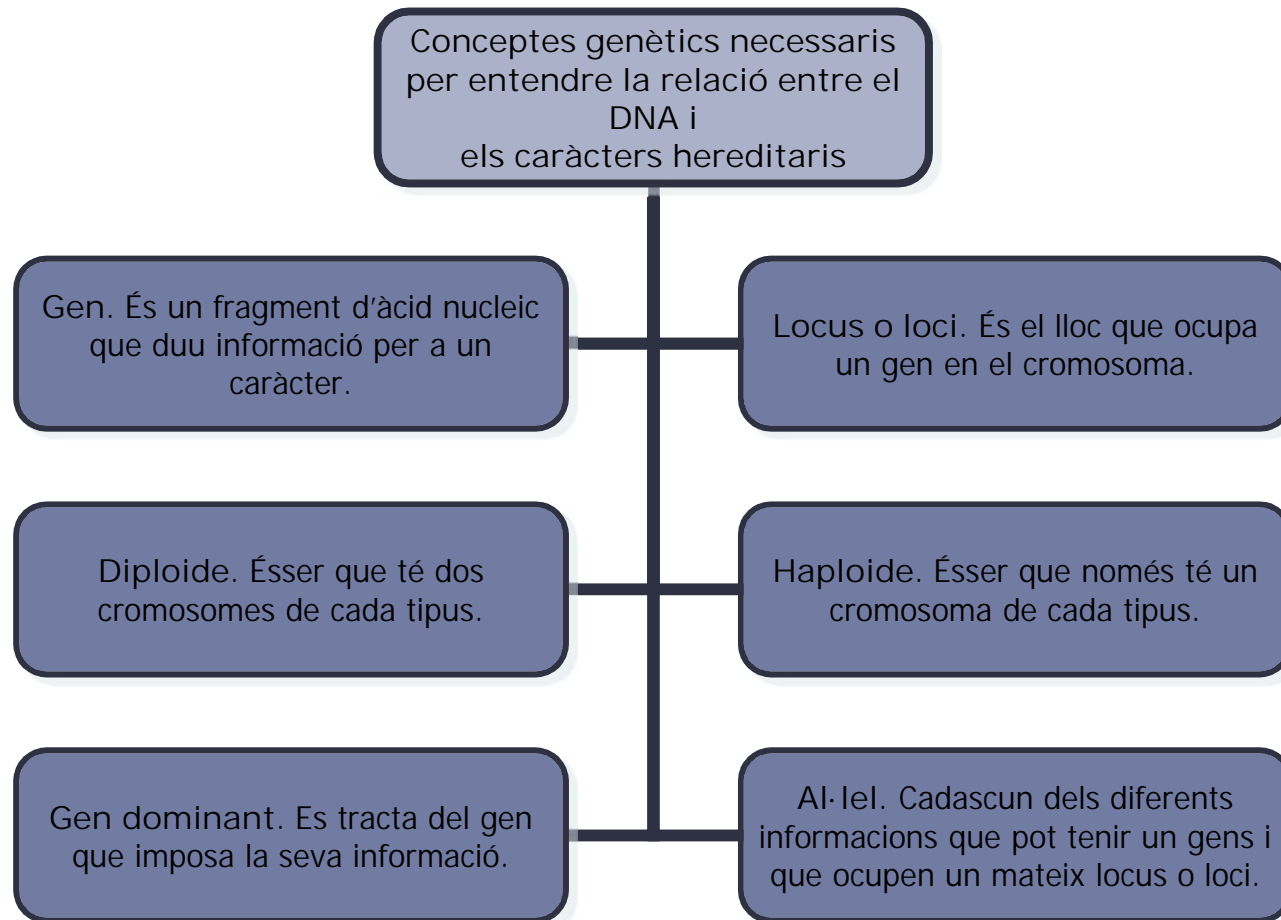 Conceptes genètics necessaris
per entendre la relació entre el
DNA i
els caràcters hereditaris
Gen. És un fragment d'àcid nucleic
que duu informació per a un
caràcter.
Locus o loci. És el lloc que ocupa
un gen en el cromosoma.
Diploide. Ésser que té dos
cromosomes de cada tipus.
Haploide. Ésser que només té un
cromosoma de cada tipus.
Gen dominant. Es tracta del gen
que imposa la seva informació.
Al·lel. Cadascun dels diferents
informacions que pot tenir un gens i
que ocupen un mateix locus o loci.